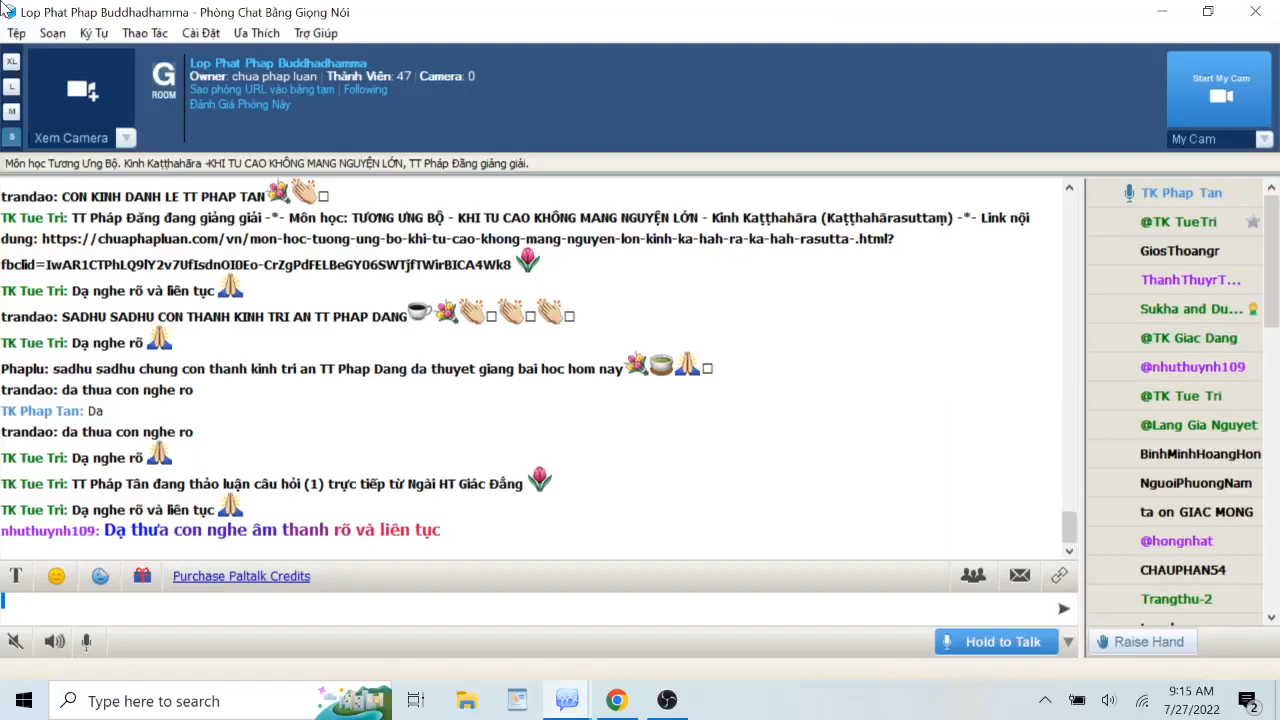 Lop Phat Phap Buddhadhamma - Phòng Chat Bằng Giọng Nói
Tệp Soạn Ký Tự Thao Tác Cài Đặt Ưa Thích Trợ Giúp
XL
L
M
S
Xem Camera
G
ROOM
Lop Phat Phap Buddhadhamma
Owner: chua phap luan | Thành Viên: 47 | Camera: 0
Sao phòng URL vào bảng tạm | Following
Đánh Giá Phòng Này
Start My Cam
My Cam
Môn học Tương Ưng Bộ. Kinh Kaṭṭhahāra -KHI TU CAO KHÔNG MANG NGUYỆN LỚN, TT Pháp Đăng giảng giải.
trandao: CON KINH DANH LE TT PHAP TAN💐👏□
TK Tue Tri: TT Pháp Đăng đang giảng giải -*- Môn học: TƯƠNG ƯNG BỘ - KHI TU CAO KHÔNG MANG NGUYỆN LỚN - Kinh Kaṭṭhahāra (Kaṭṭhahārasuttaṃ) -*- Link nội
dung: https://chuaphapluan.com/vn/mon-hoc-tuong-ung-bo-khi-tu-cao-khong-mang-nguyen-lon-kinh-ka-hah-ra-ka-hah-rasutta-.html?
fbclid=IwAR1CTPhLQ9lY2v7UfIsdnOI0Eo-CrZgPdFELBeGY06SWTjfTWirBICA4Wk8 🌷
TK Tue Tri: Dạ nghe rõ và liên tục 🙏
trandao: SADHU SADHU CON THANH KINH TRI AN TT PHAP DANG☕💐👏□👏□👏□
TK Tue Tri: Dạ nghe rõ 🙏
Phaplu: sadhu sadhu chung con thanh kinh tri an TT Phap Dang da thuyet giang bai hoc hom nay💐🍵🙏□
trandao: da thua con nghe ro
TK Phap Tan: Da
trandao: da thua con nghe ro
TK Tue Tri: Dạ nghe rõ 🙏
TK Tue Tri: TT Pháp Tân đang thảo luận câu hỏi (1) trực tiếp từ Ngài HT Giác Đẳng 🌷
TK Tue Tri: Dạ nghe rõ và liên tục 🙏
nhuthuynh109: Dạ thưa con nghe âm thanh rõ và liên tục
TK Phap Tan
@TK TueTri
GiosThoangr
ThanhThuyrT...
Sukha and Du...
@TK Giac Dang
@nhuthuynh109
@TK Tue Tri
@Lang Gia Nguyet
BinhMinhHoangHon
NguoiPhuongNam
ta on GIAC MONG
@hongnhat
CHAUPHAN54
Trangthu-2
T Purchase Paltalk Credits
Hold to Talk
Raise Hand
Type here to search
9:15 AM
7/27/2022
2